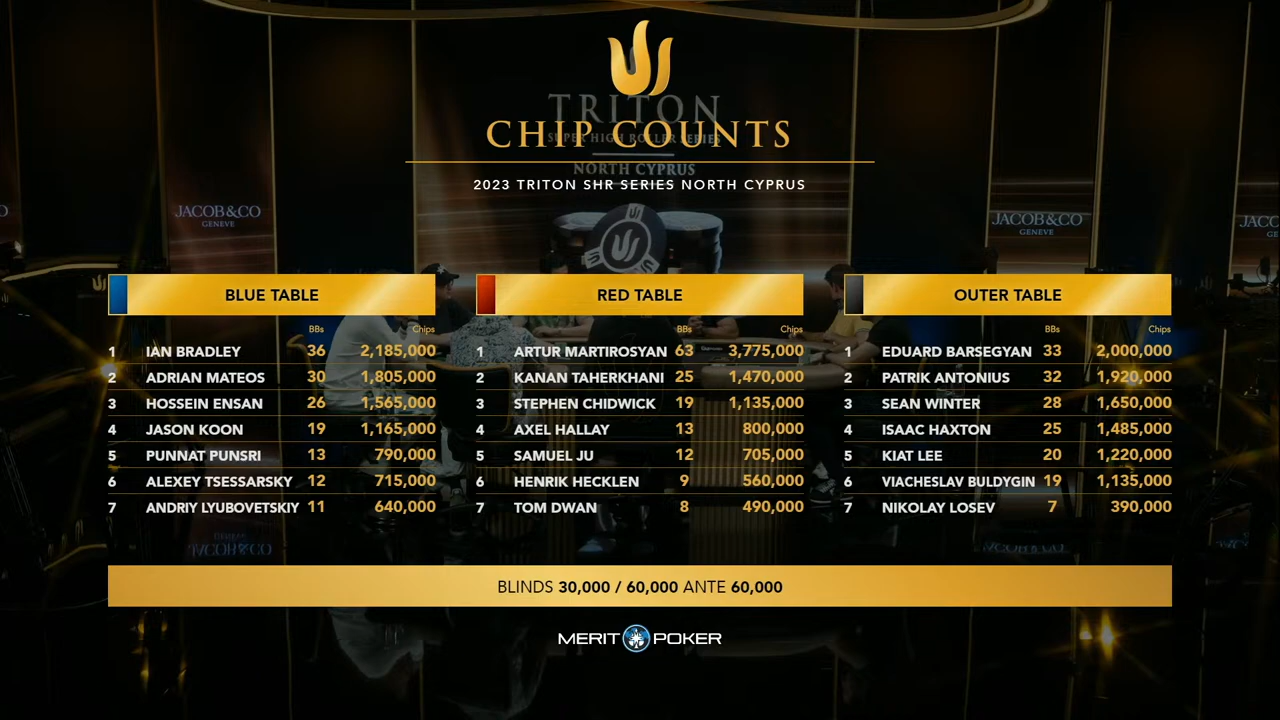 TRITON
SUPER HIGH ROLLER SERIES
CHIP COUNTS
NORTH CYPRUS
2023 TRITON SHR SERIES NORTH CYPRUS
JACOB&CO
GENEVE
JACOB&CO
GENEVE
BLUE TABLE
BBs Chips
1 IAN BRADLEY 36 2,185,000
2 ADRIAN MATEOS 30 1,805,000
3 HOSSEIN ENSAN 26 1,565,000
4 JASON KOON 19 1,165,000
5 PUNNAT PUNSRI 13 790,000
6 ALEXEY TSESSARSKY 12 715,000
7 ANDRIY LYUBOVETSKIY 11 640,000
RED TABLE
BBs Chips
1 ARTUR MARTIROSYAN 63 3,775,000
2 KANAN TAHERKHANI 25 1,470,000
3 STEPHEN CHIDWICK 19 1,135,000
4 AXEL HALLAY 13 800,000
5 SAMUEL JU 12 705,000
6 HENRIK HECKLEN 9 560,000
7 TOM DWAN 8 490,000
OUTER TABLE
BBs Chips
1 EDUARD BARSEGYAN 33 2,000,000
2 PATRIK ANTONIUS 32 1,920,000
3 SEAN WINTER 28 1,650,000
4 ISAAC HAXTON 25 1,485,000
5 KIAT LEE 20 1,220,000
6 VIACHESLAV BULDYGIN 19 1,135,000
7 NIKOLAY LOSEV 7 390,000
BLINDS 30,000 / 60,000 ANTE 60,000
MERIT POKER